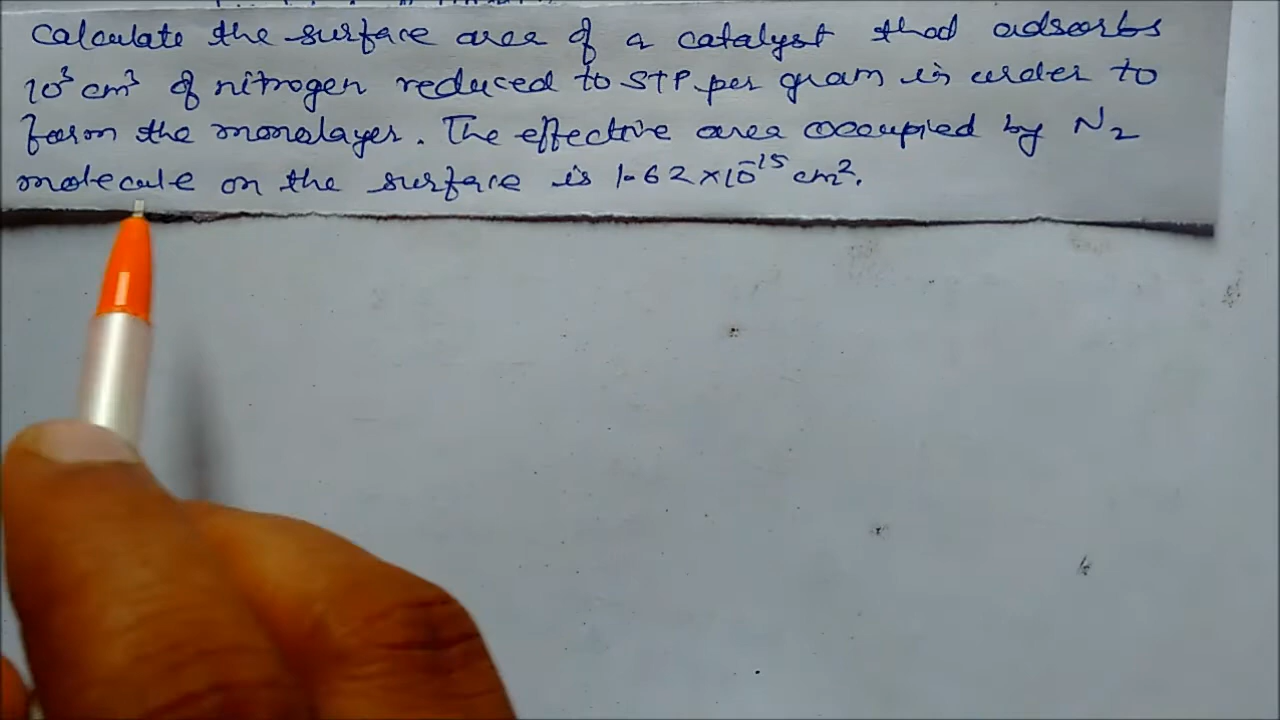 Calculate the surface area of a catalyst thad adsorbs
10³ cm³ of nitrogen reduced to STP per gram in order to
form the monolayer. The effective area occupied by N₂
molecule on the surface is 1.62×10⁻¹⁵ cm².